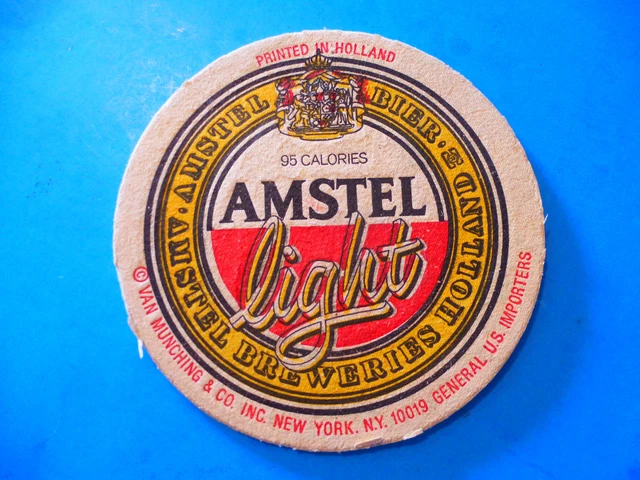 PRINTED IN HOLLAND
AMSTEL BIER.
95 CALORIES
AMSTEL
light
AMSTEL BREWERIES HOLLAND
© VAN MUNCHING & CO. INC. NEW YORK. N.Y. 10019 GENERAL U.S. IMPORTERS